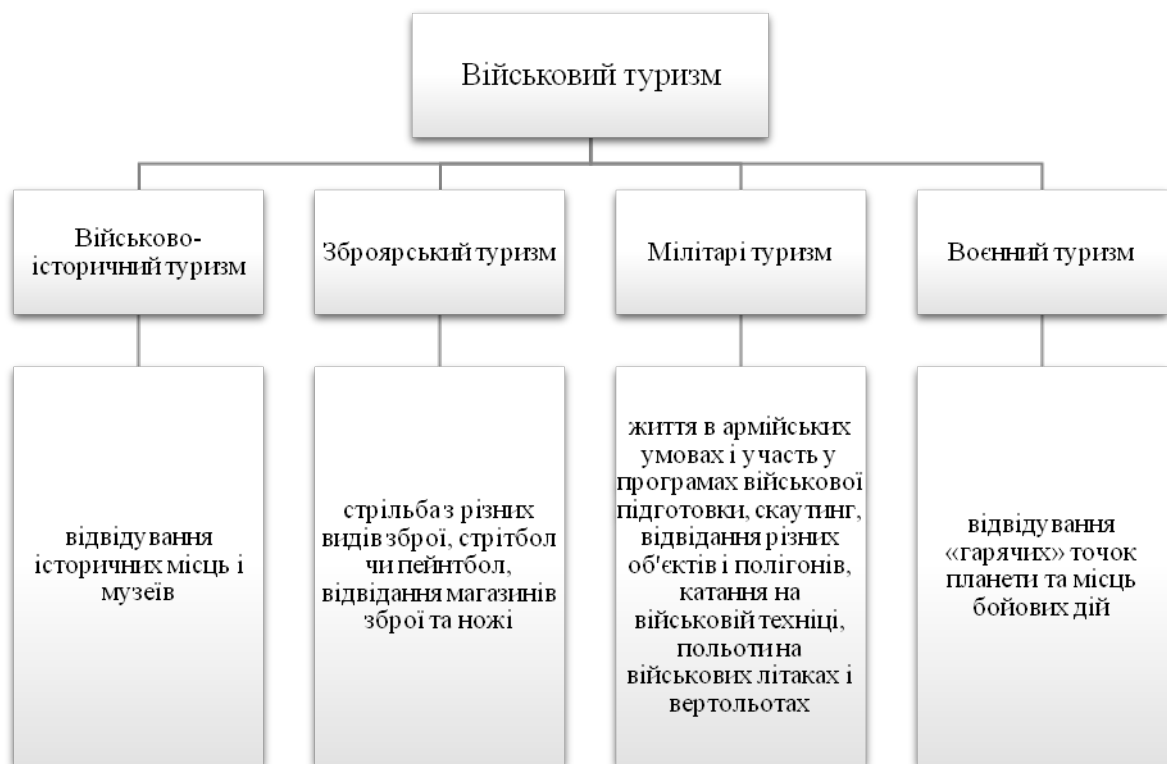 Військовий туризм
Військово-
історичний туризм
Зброярський туризм
Мілітарі туризм
Воєнний туризм
відвідування
історичних місць і
музеїв
стрільба з різних
видів зброї, стрітбол
чи пейнтбол,
відвідання магазинів
зброї та ножі
життя в армійських
умовах і участь у
програмах військової
підготовки, скаутинг,
відвідання різних
об'єктів і полігонів,
катання на
військовій техніці,
польоти на
військових літаках і
вертольотах
відвідування
«гарячих» точок
планети та місць
бойових дій